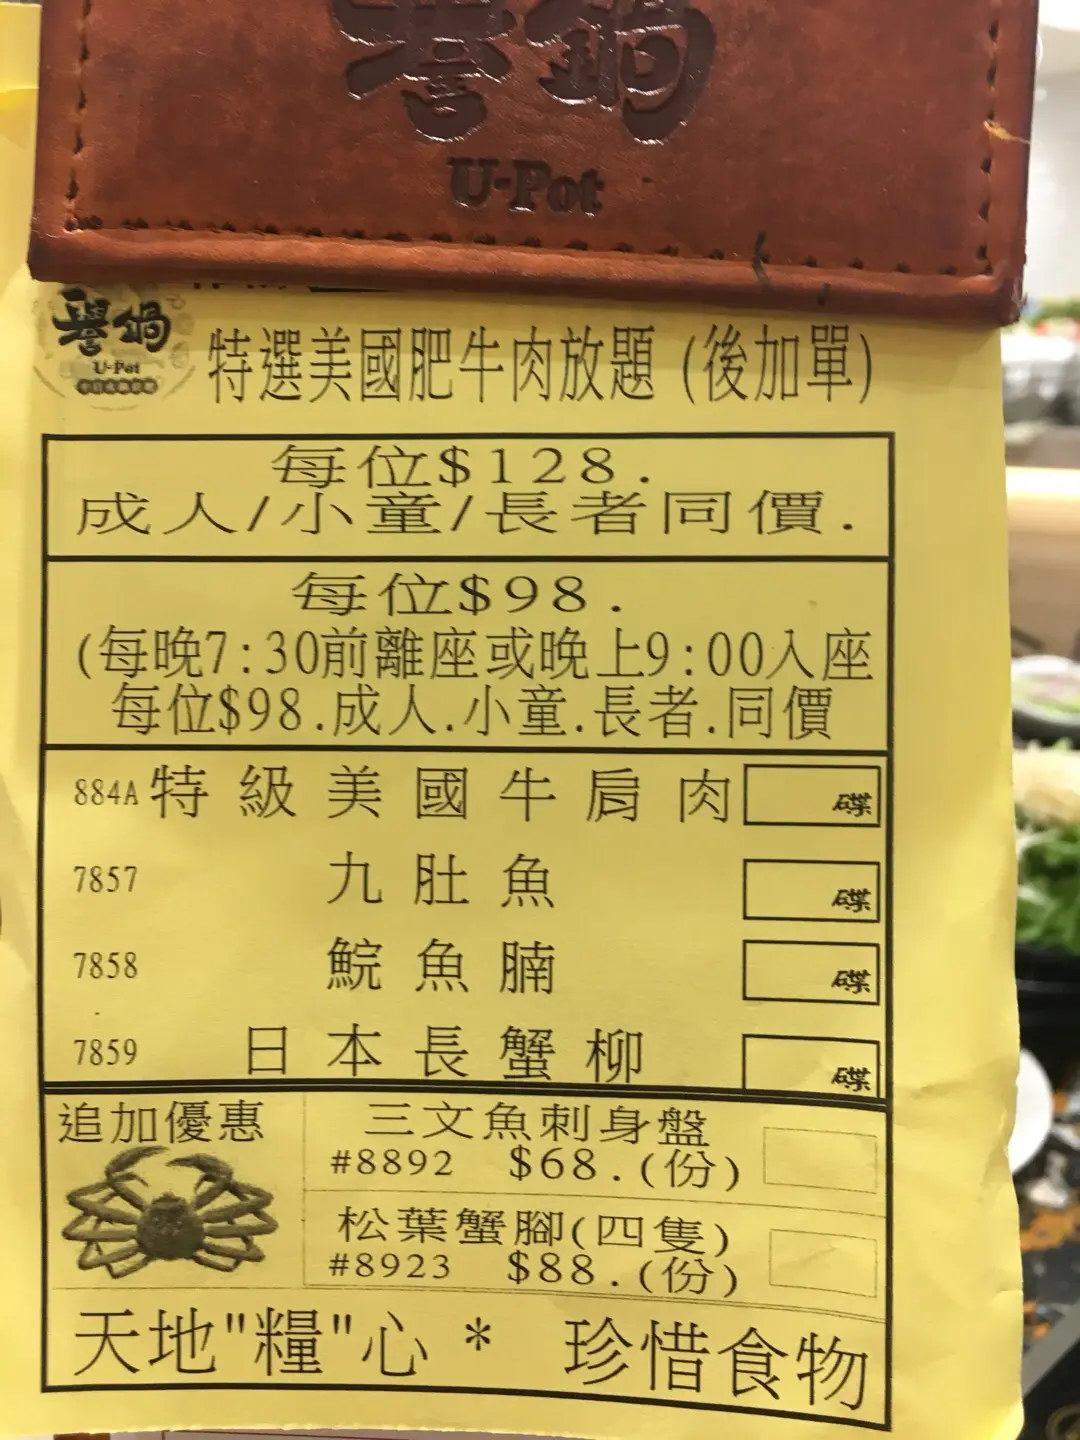 譽鍋
U-Pot
譽鍋
U-Pot
特選美國肥牛肉放題 (後加單)
每位$128.
成人/小童/長者同價.
每位$98.
(每晚7:30前離座或晚上9:00入座
每位$98.成人.小童.長者.同價
884A 特級美國牛肩肉 碟
7857 九肚魚 碟
7858 鯇魚腩 碟
7859 日本長蟹柳 碟
追加優惠
三文魚刺身盤
#8892 $68.(份)
松葉蟹腳(四隻)
#8923 $88.(份)
天地"糧"心 * 珍惜食物